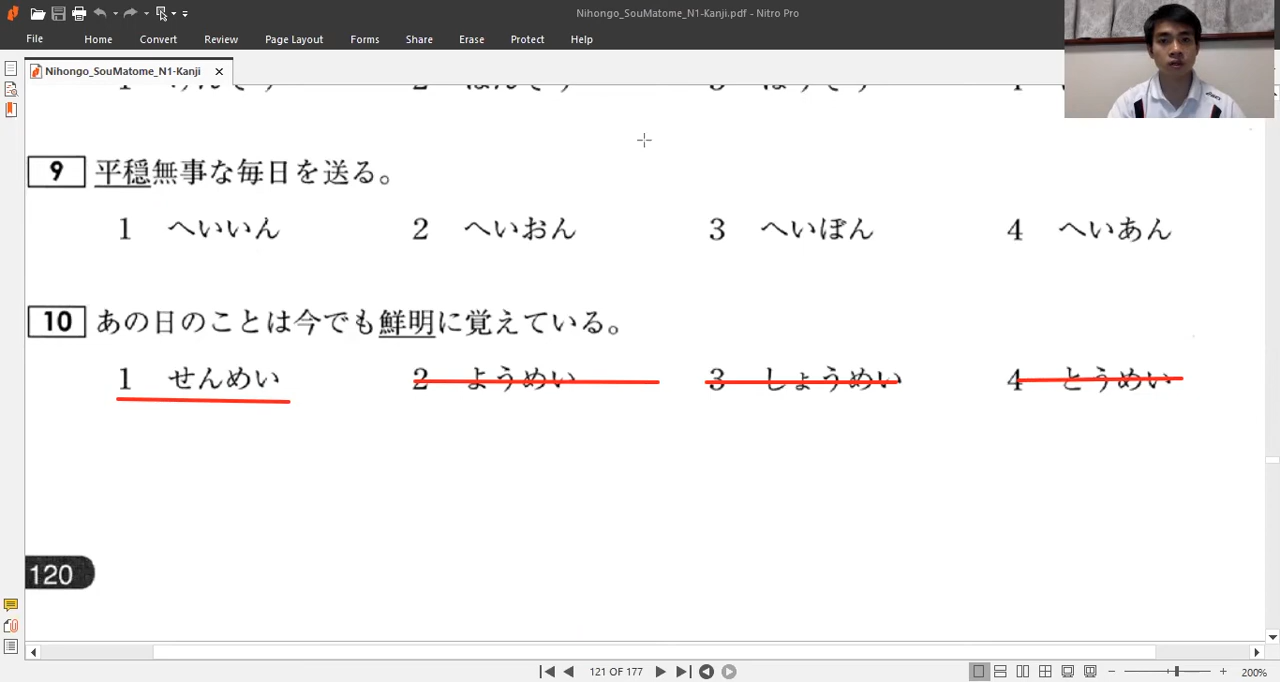 Nihongo_SouMatome_N1-Kanji.pdf - Nitro Pro
File Home Convert Review Page Layout Forms Share Erase Protect Help
Nihongo_SouMatome_N1-Kanji ×
9 平穏無事な毎日を送る。
1 へいいん 2 へいおん 3 へいぼん 4 へいあん
10 あの日のことは今でも鮮明に覚えている。
1 せんめい 2 ようめい 3 しょうめい 4 とうめい
120
121 OF 177
200%